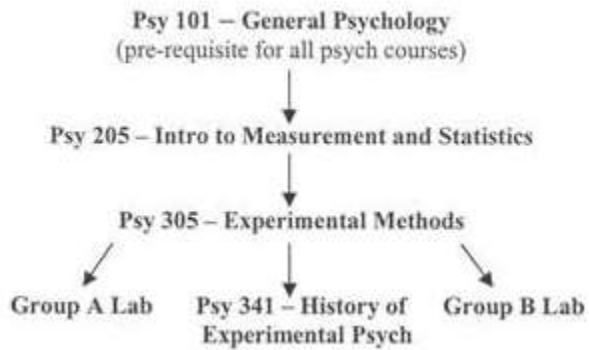 Psy 101 – General Psychology
(pre-requisite for all psych courses)
Psy 205 – Intro to Measurement and Statistics
Psy 305 – Experimental Methods
Group A Lab
Psy 341 – History of
Experimental Psych
Group B Lab